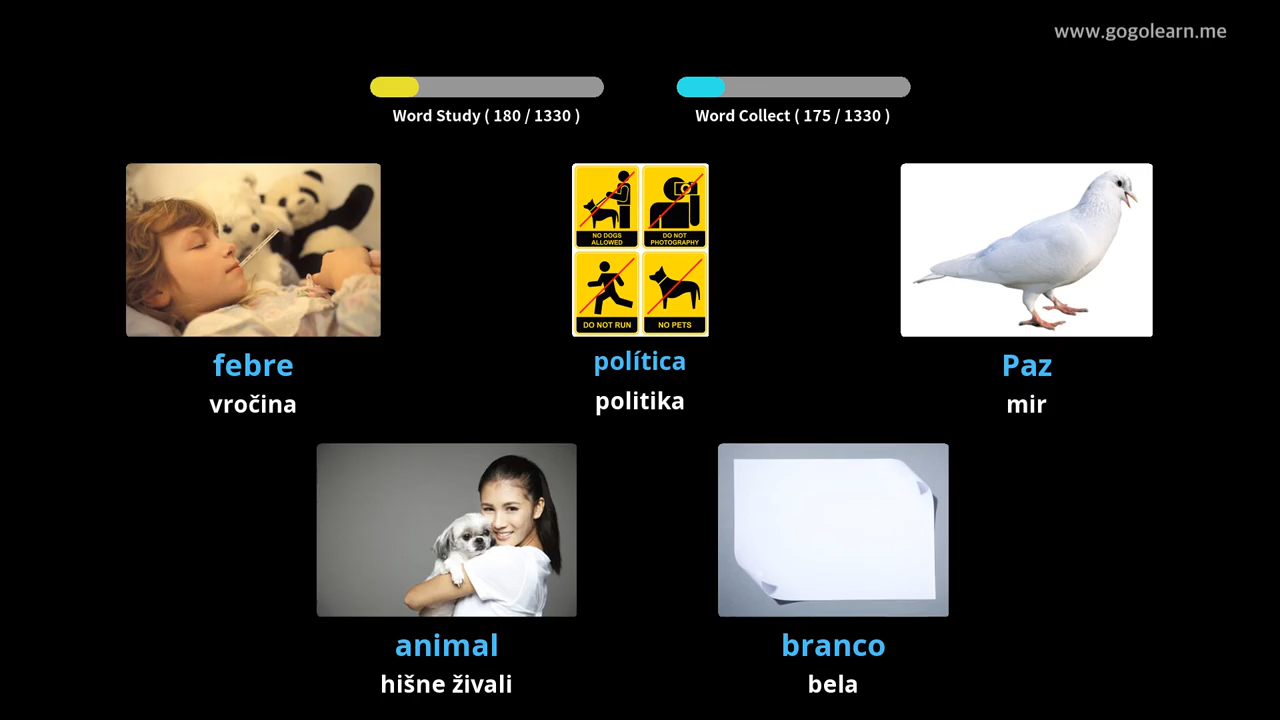 www.gogolearn.me
Word Study ( 180 / 1330 )
Word Collect ( 175 / 1330 )
NO DOGS
ALLOWED
DO NOT
PHOTOGRAPHY
DO NOT RUN
NO PETS
febre
vročina
política
politika
Paz
mir
animal
hišne živali
branco
bela